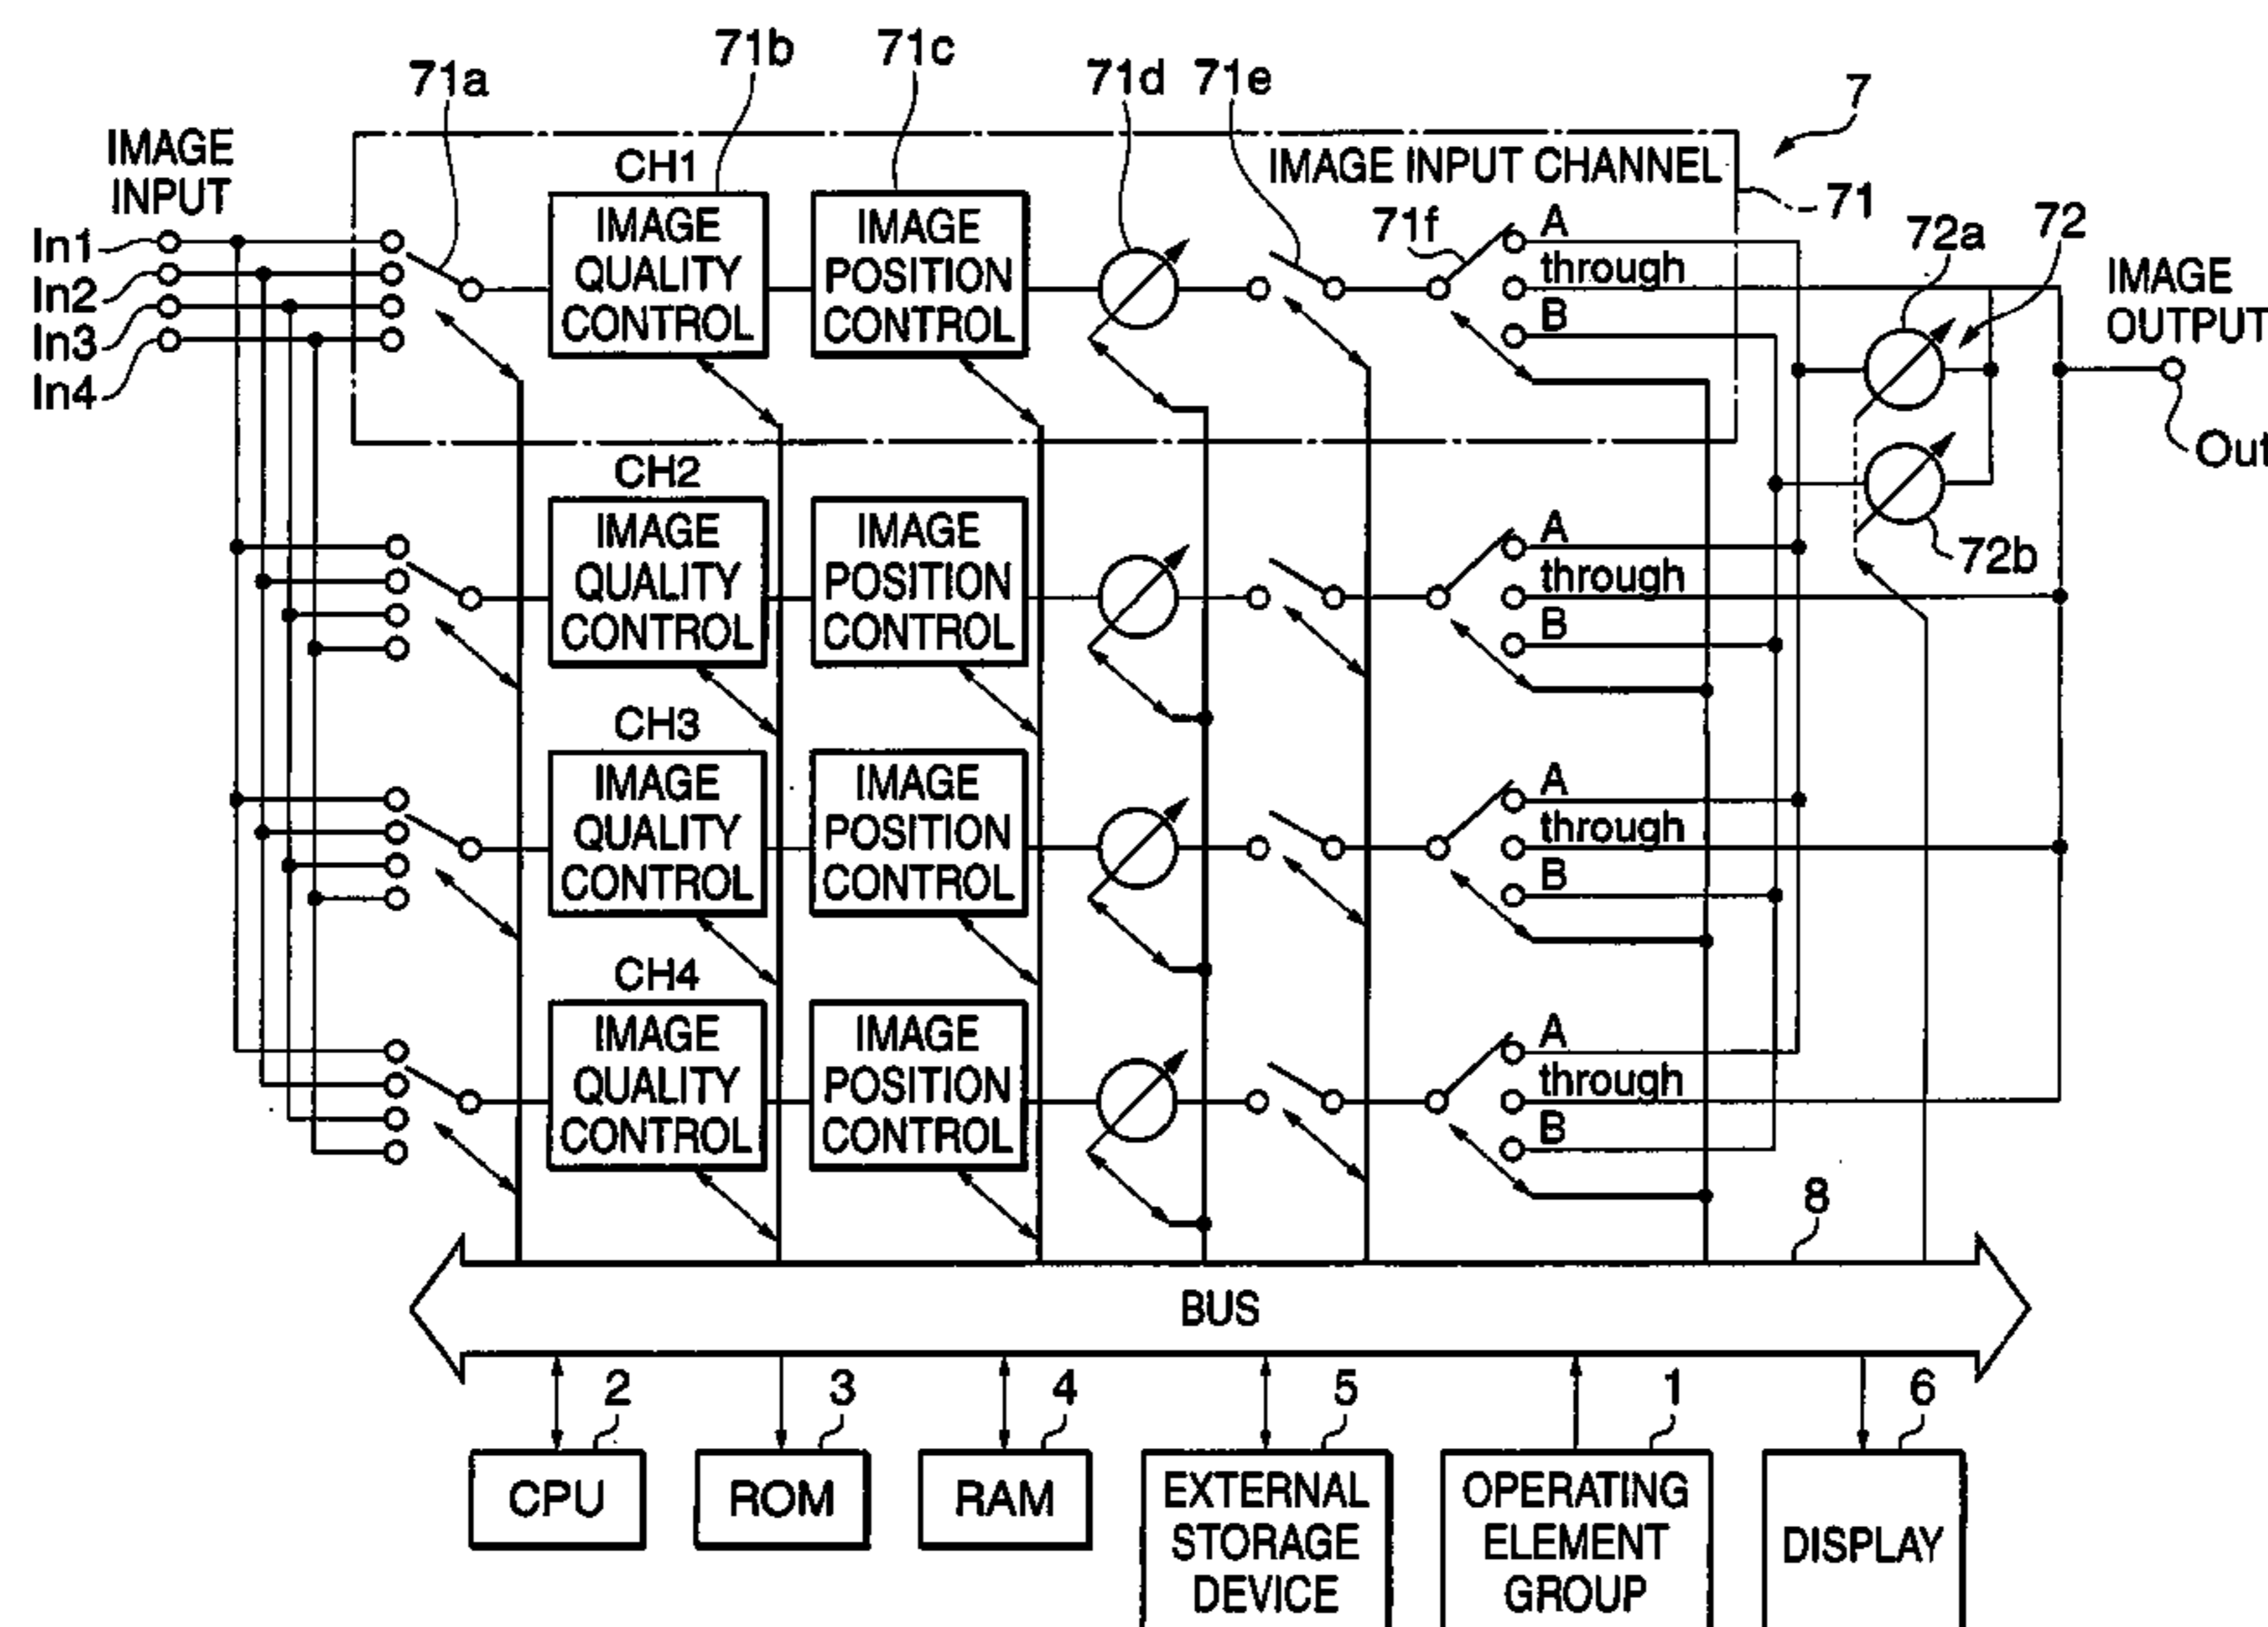 71a
71b
71c
71d
71e
7
IMAGE
INPUT
CH1
IMAGE INPUT CHANNEL
71
In1
In2
In3
In4
IMAGE
QUALITY
CONTROL
IMAGE
POSITION
CONTROL
71f
A
through
B
72a
72
IMAGE
OUTPUT
Out
72b
CH2
IMAGE
QUALITY
CONTROL
IMAGE
POSITION
CONTROL
A
through
B
CH3
IMAGE
QUALITY
CONTROL
IMAGE
POSITION
CONTROL
A
through
B
CH4
IMAGE
QUALITY
CONTROL
IMAGE
POSITION
CONTROL
A
through
B
8
BUS
2
3
4
5
1
6
CPU
ROM
RAM
EXTERNAL
STORAGE
DEVICE
OPERATING
ELEMENT
GROUP
DISPLAY